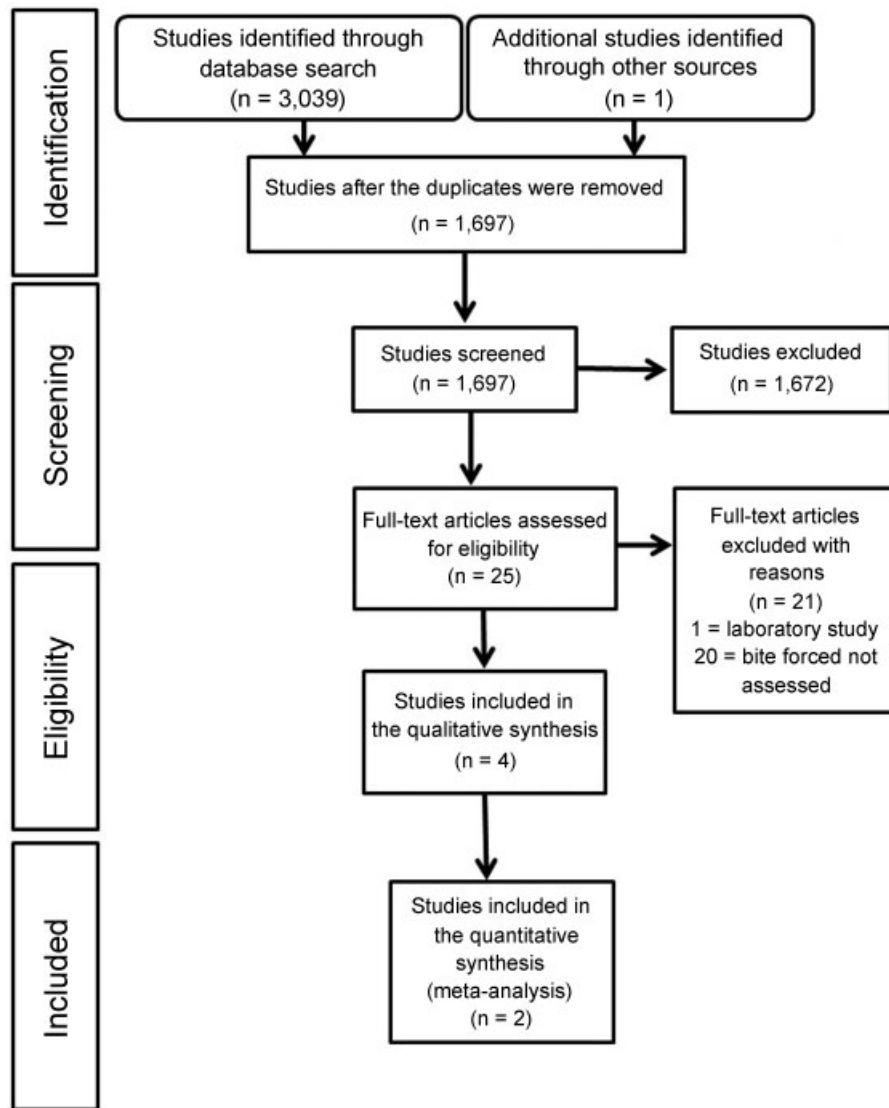 Identification
Studies identified through
database search
(n = 3,039)
Additional studies identified
through other sources
(n = 1)
Studies after the duplicates were removed
(n = 1,697)
Screening
Studies screened
(n = 1,697)
Studies excluded
(n = 1,672)
Full-text articles assessed
for eligibility
(n = 25)
Full-text articles
excluded with
reasons
(n = 21)
1 = laboratory study
20 = bite forced not
assessed
Eligibility
Studies included in
the qualitative synthesis
(n = 4)
Included
Studies included in
the quantitative
synthesis
(meta-analysis)
(n = 2)